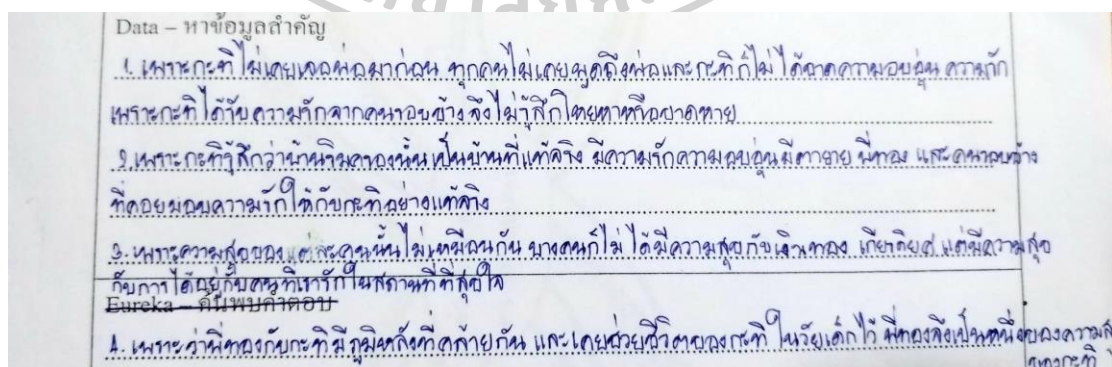 Data – หาข้อมูลสำคัญ
1. เพราะกะทิไม่เคยเจอพ่อมาก่อน ทุกคนไม่เคยพูดถึงพ่อและกะทิก็ไม่ได้ขาดความอบอุ่น ความรัก
เพราะกะทิได้รับความรักจากคนรอบข้างจึงไม่รู้สึกโหยหาหรือขาดหาย
2. เพราะกะทิรู้สึกว่าบ้านริมคลองนั้นเป็นบ้านที่แท้จริง มีความรักความอบอุ่นมีตายาย พี่ทอง และคนรอบข้าง
ที่คอยมอบความรักให้กับกะทิอย่างแท้จริง
3. เพราะความสุขของแต่ละคนนั้นไม่เหมือนกัน บางคนก็ไม่ได้มีความสุขกับเงินทอง เกียรติยศ แต่มีความสุข
กับการได้อยู่กับคนที่เรารักในสถานที่ที่สุขใจ
Eureka – ค้นพบคำตอบ
4. เพราะว่าพี่ทองกับกะทิมีภูมิหลังที่คล้ายกัน และเคยช่วยชีวิตของกะทิในวัยเด็กไว้ พี่ทองจึงเป็นหนึ่งของความ
ของกะทิ